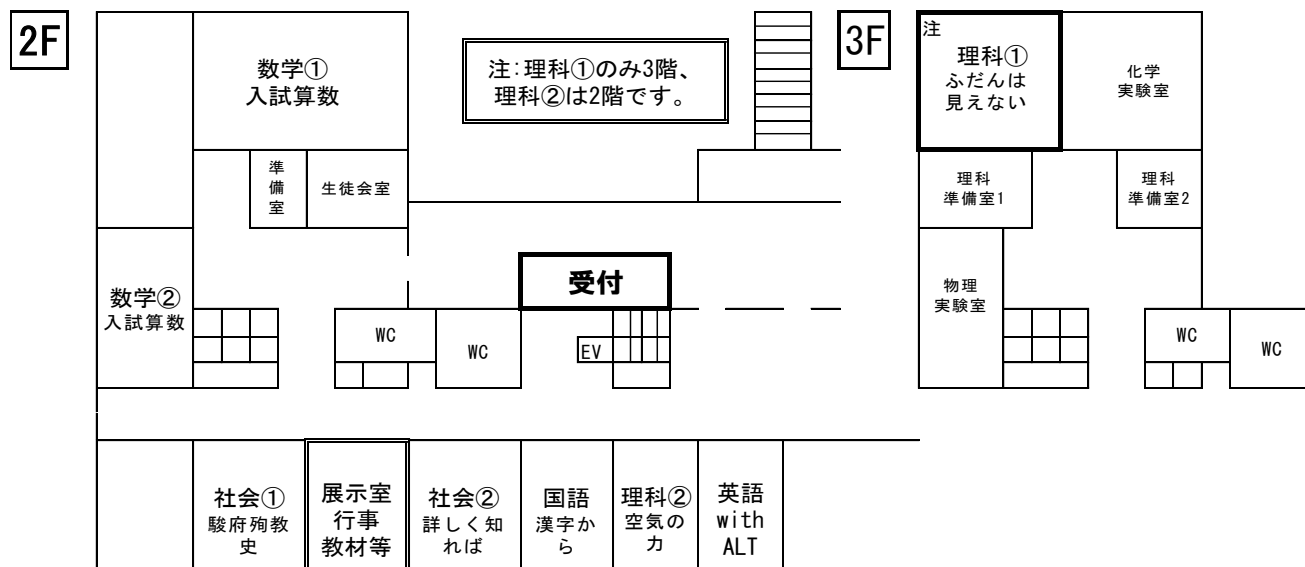 2F
数学①
入試算数
注：理科①のみ3階、
理科②は2階です。
準
備
室
生徒会室
受付
数学②
入試算数
WC
WC
EV
社会①
駿府殉教
史
展示室
行事
教材等
社会②
詳しく知
れば
国語
漢字か
ら
理科②
空気の
力
英語
with
ALT
3F
注
理科①
ふだんは
見えない
化学
実験室
理科
準備室1
理科
準備室2
物理
実験室
WC
WC